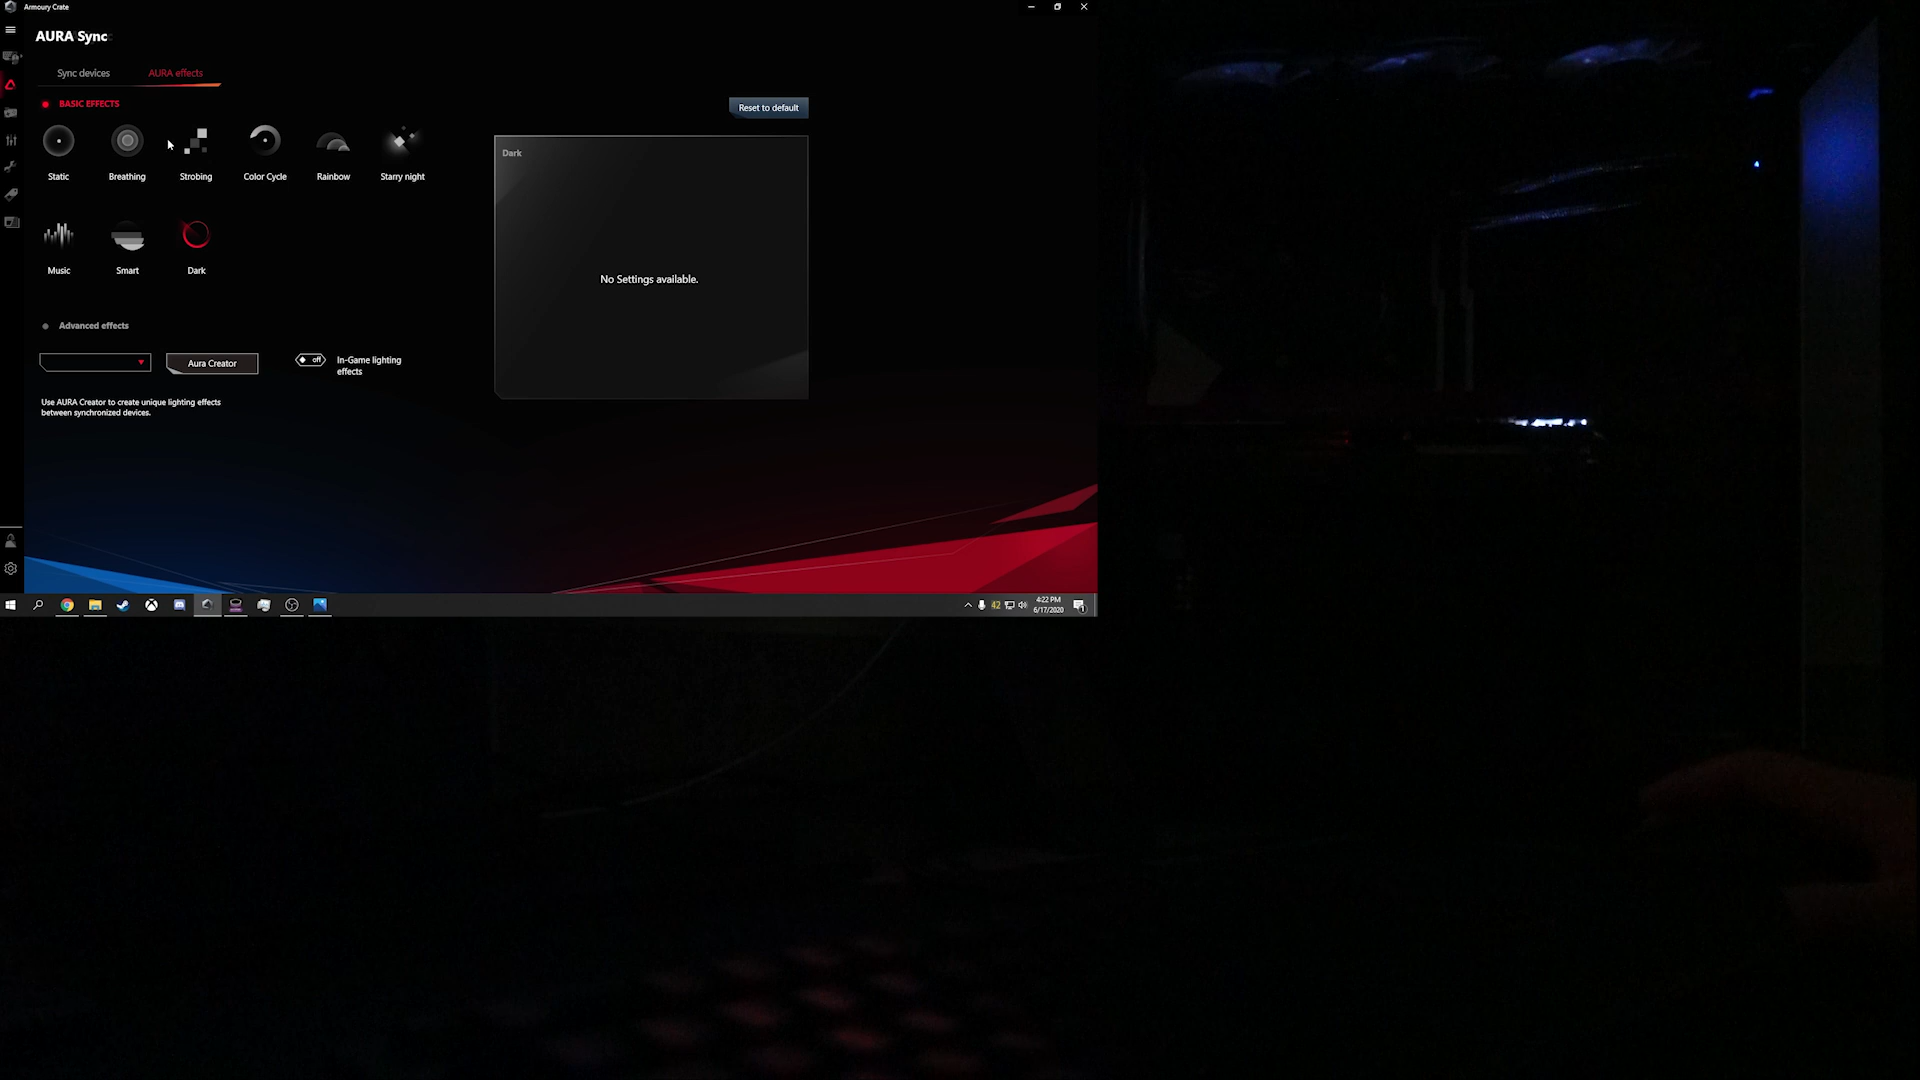 Armoury Crate
AURA Sync
Sync devices
AURA effects
BASIC EFFECTS
Reset to default
Static
Breathing
Strobing
Color Cycle
Rainbow
Starry night
Dark
No Settings available.
Music
Smart
Dark
Advanced effects
Aura Creator
off
In-Game lighting
effects
Use AURA Creator to create unique lighting effects
between synchronized devices.
42
4:22 PM
6/17/2020
1